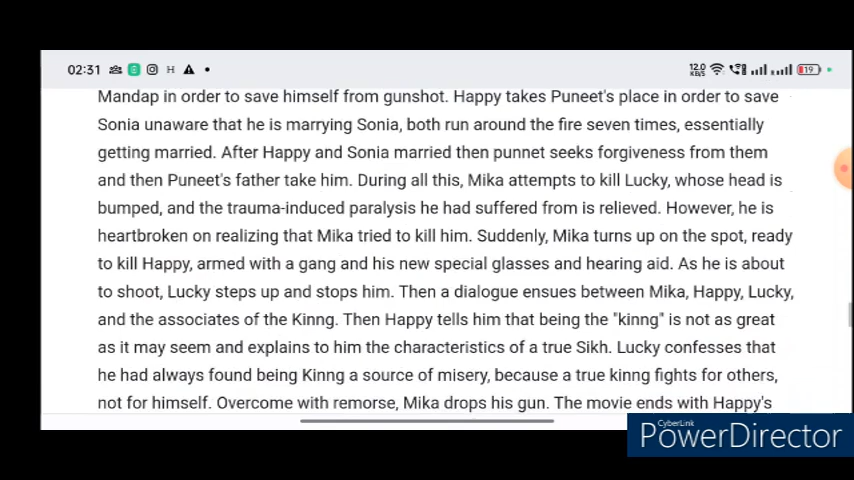 02:31 H 12.0 KB/S 19
Mandap in order to save himself from gunshot. Happy takes Puneet's place in order to save
Sonia unaware that he is marrying Sonia, both run around the fire seven times, essentially
getting married. After Happy and Sonia married then punnet seeks forgiveness from them
and then Puneet's father take him. During all this, Mika attempts to kill Lucky, whose head is
bumped, and the trauma-induced paralysis he had suffered from is relieved. However, he is
heartbroken on realizing that Mika tried to kill him. Suddenly, Mika turns up on the spot, ready
to kill Happy, armed with a gang and his new special glasses and hearing aid. As he is about
to shoot, Lucky steps up and stops him. Then a dialogue ensues between Mika, Happy, Lucky,
and the associates of the Kinng. Then Happy tells him that being the "kinng" is not as great
as it may seem and explains to him the characteristics of a true Sikh. Lucky confesses that
he had always found being Kinng a source of misery, because a true kinng fights for others,
not for himself. Overcome with remorse, Mika drops his gun. The movie ends with Happy's
CyberLink
PowerDirector